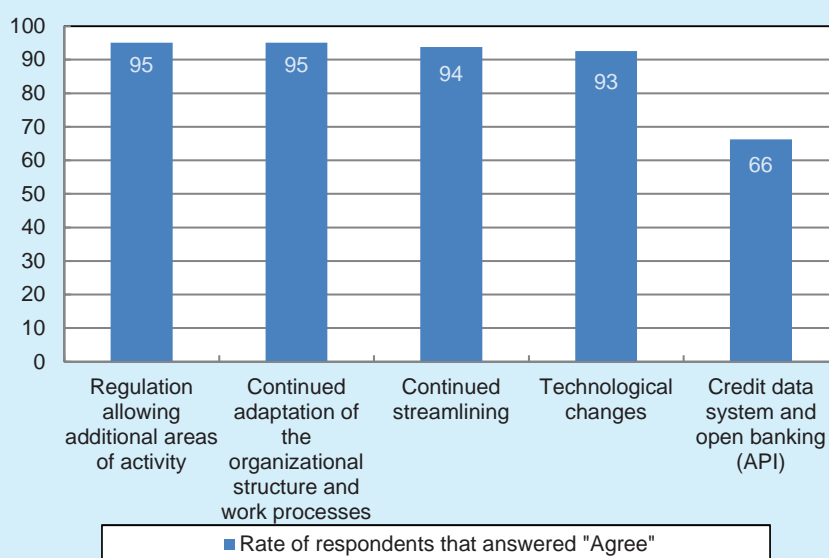 100
90
80
70
60
50
40
30
20
10
0
95
95
94
93
66
Regulation
allowing
additional areas
of activity
Continued
adaptation of
the
organizational
structure and
work processes
Continued
streamlining
Technological
changes
Credit data
system and
open banking
(API)
Rate of respondents that answered "Agree"